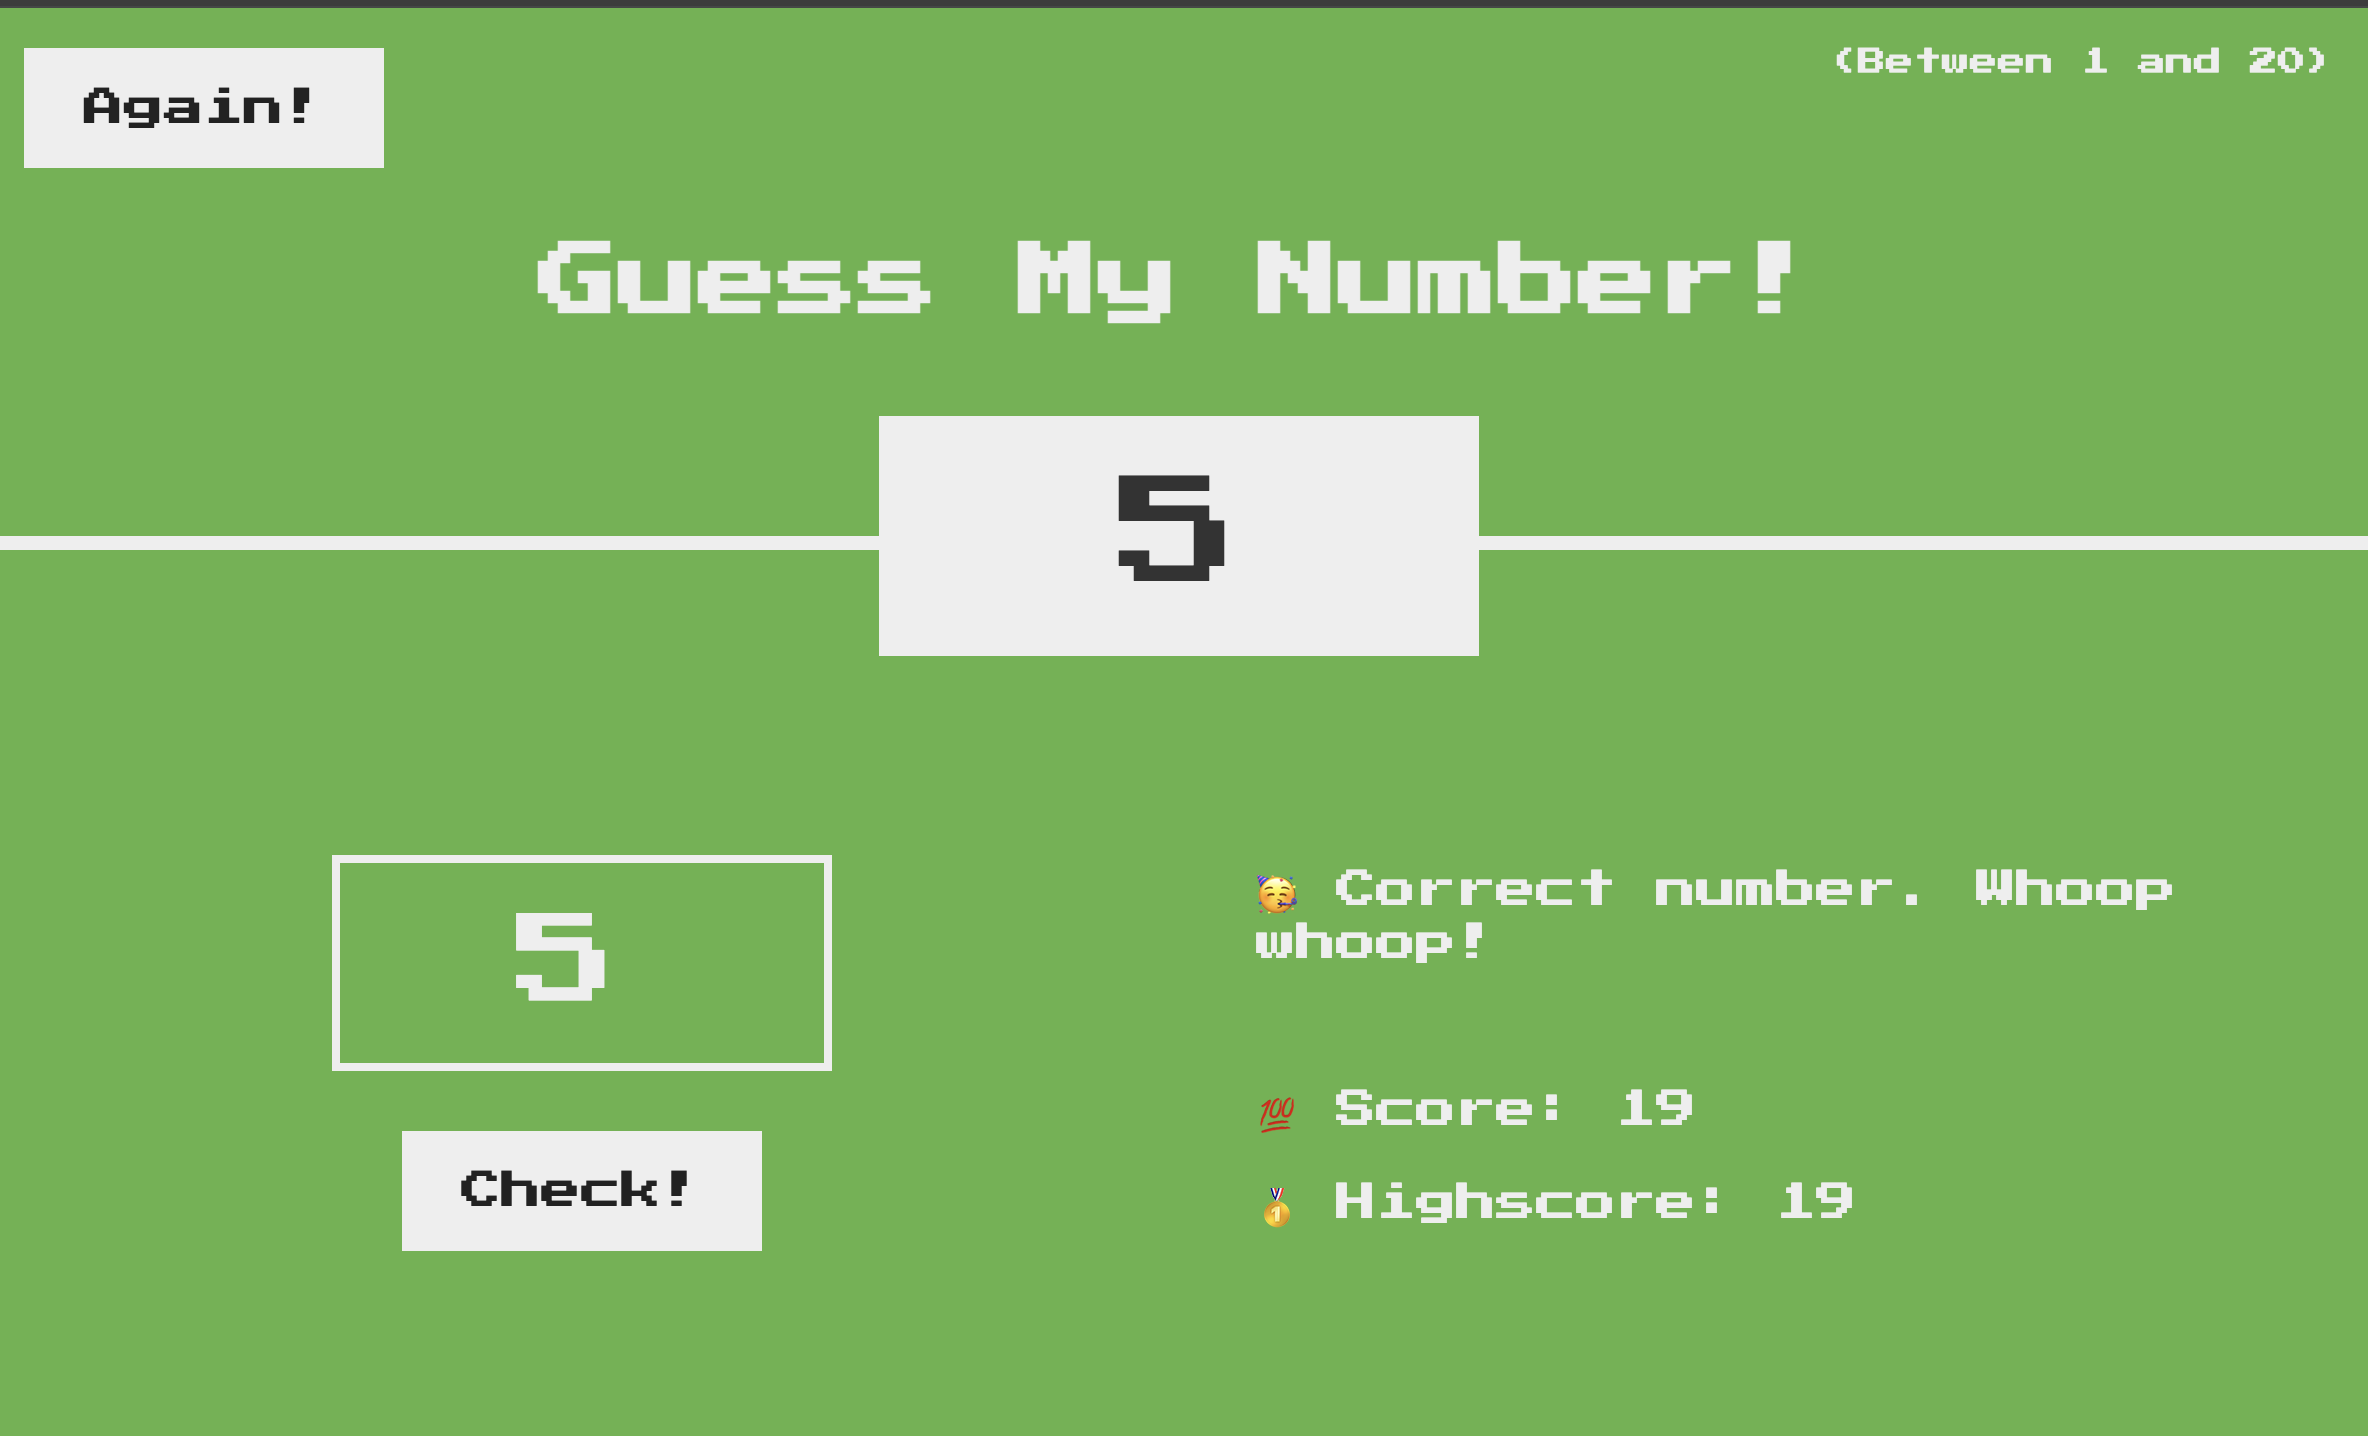 Again!
(Between 1 and 20)
Guess My Number!
5
5
Check!
🥳 Correct number. Whoop
whoop!
💯 Score: 19
🥇 Highscore: 19